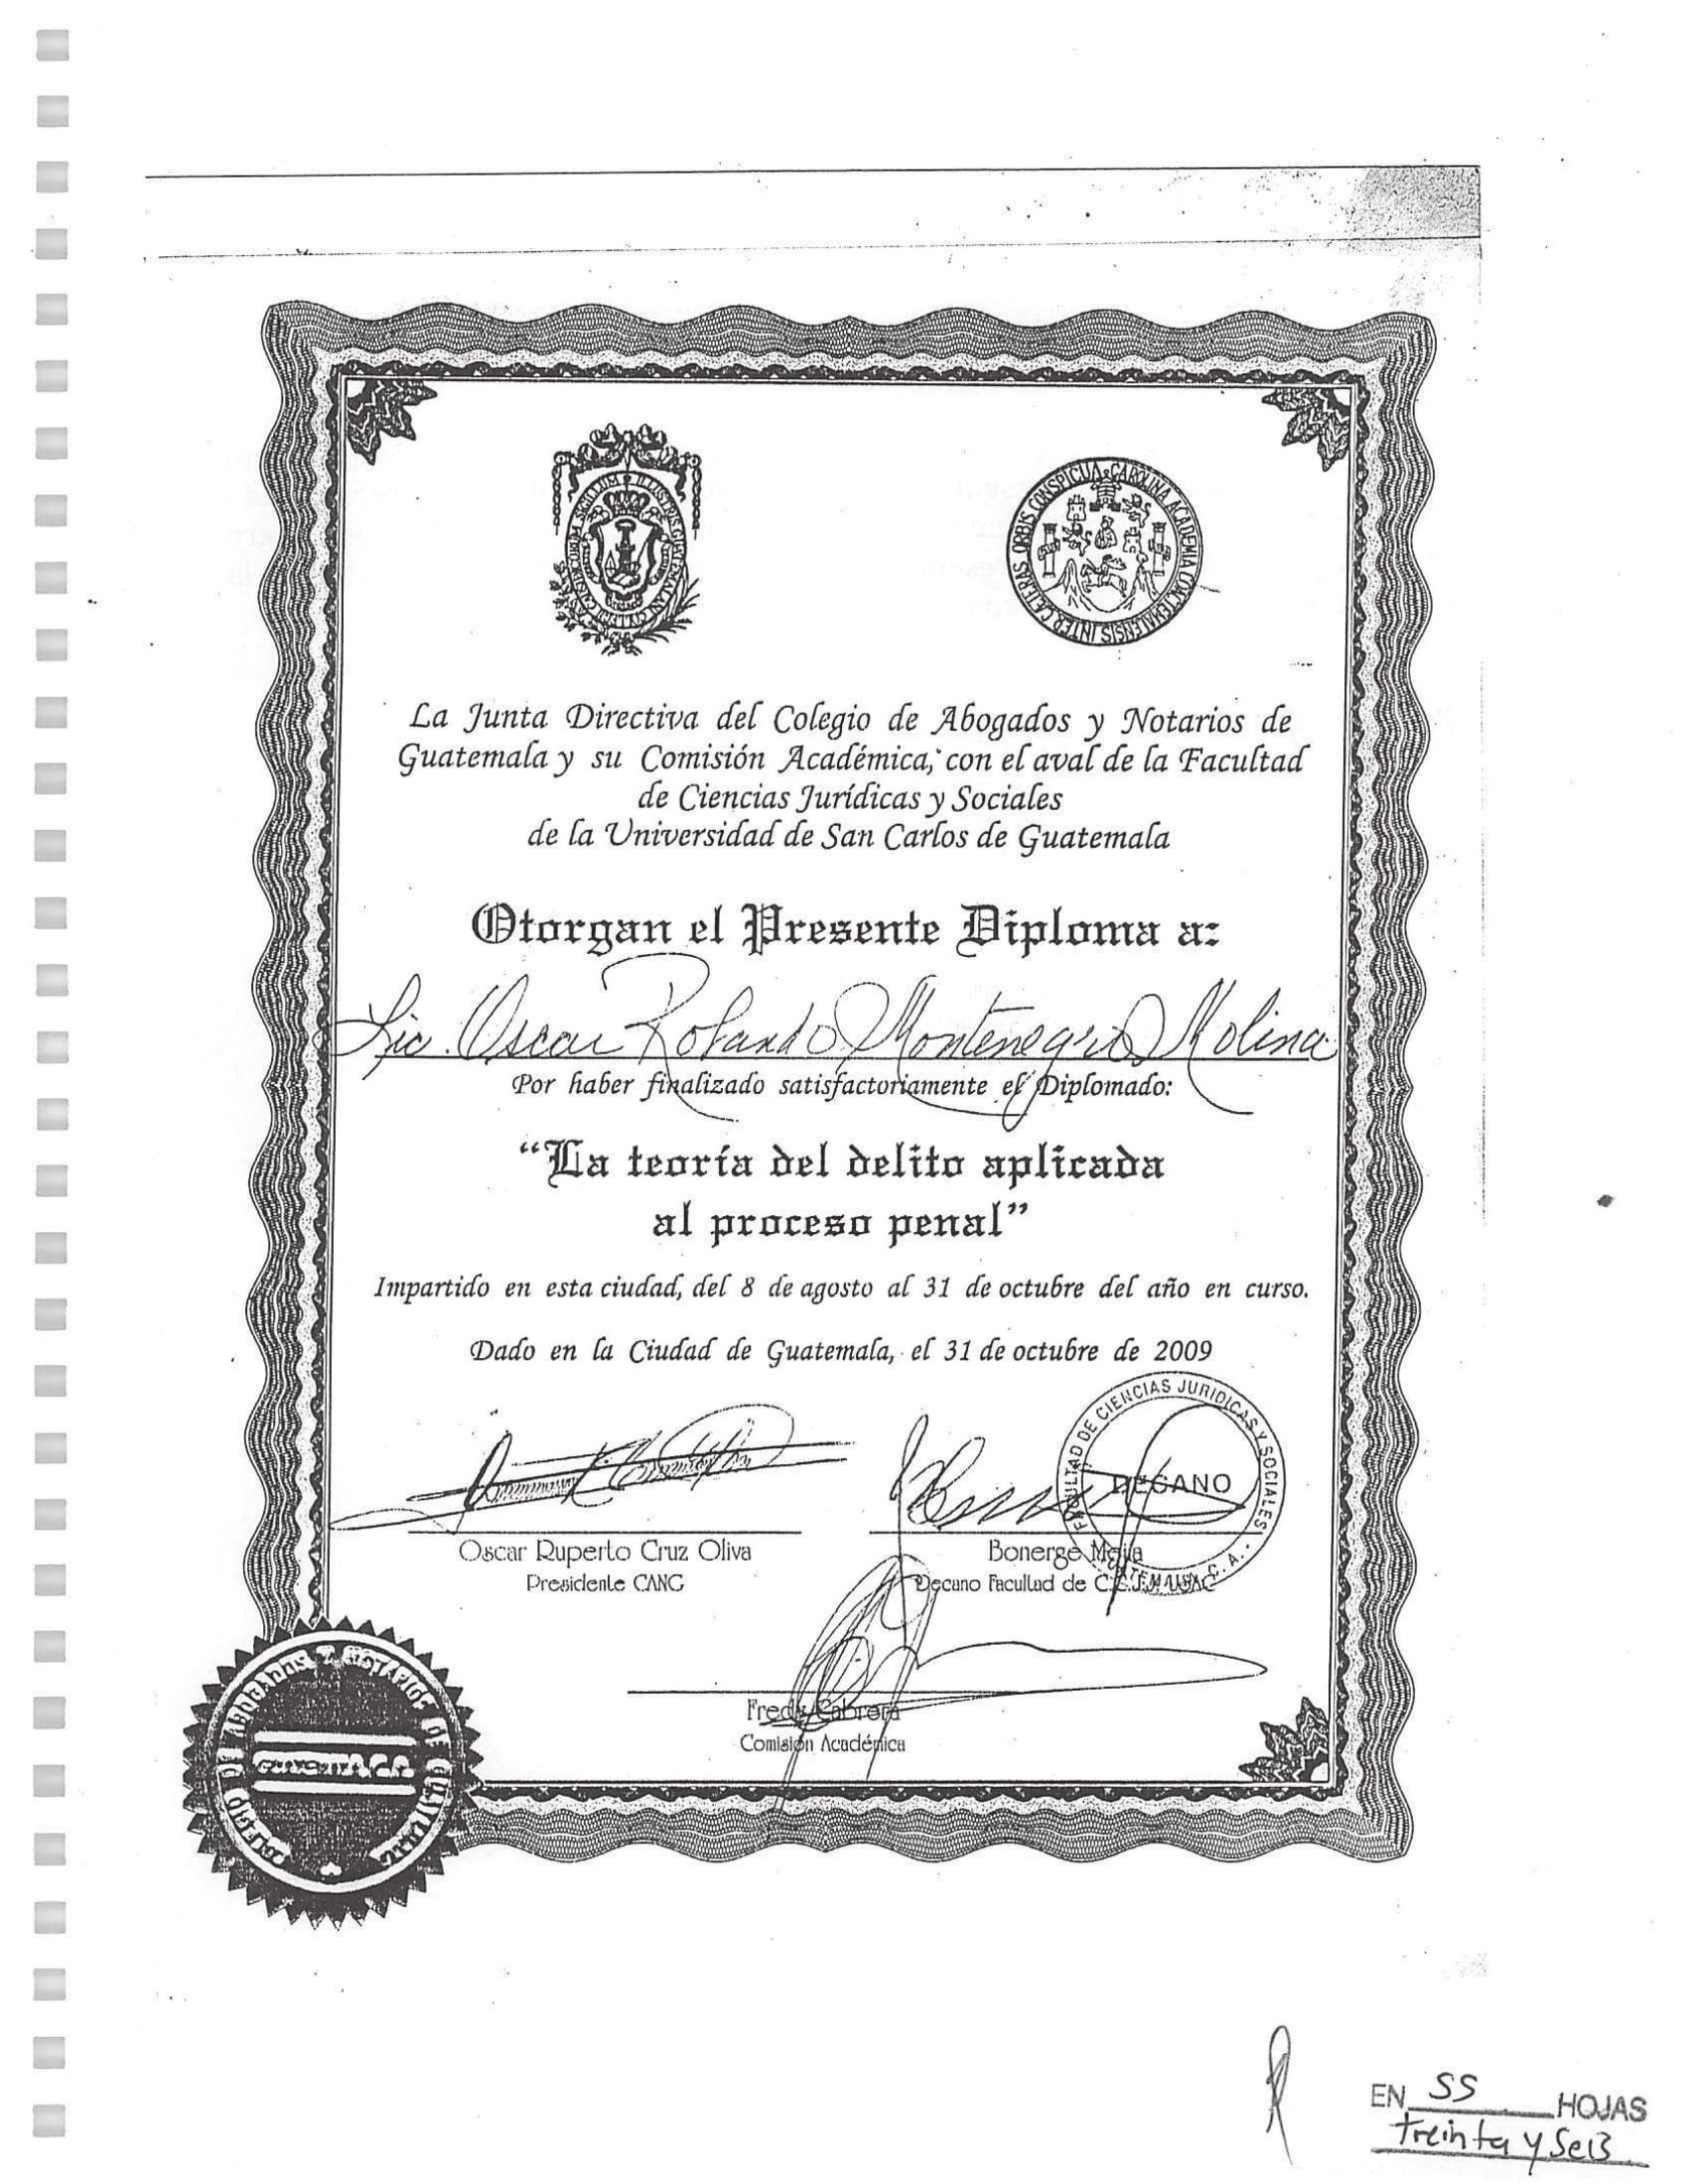 SIGILLUM ILLUSTRIS GUATEMALANI
ORBIS CONSPICUA CAROLINA ACADEMIA COACTEMALENSIS INTER CAETERAS
La Junta Directiva del Colegio de Abogados y Notarios de
Guatemala y su Comisión Académica, con el aval de la Facultad
de Ciencias Jurídicas y Sociales
de la Universidad de San Carlos de Guatemala
Otorgan el Presente Diploma a:
Lic. Oscar Rolando Montenegro Molina
Por haber finalizado satisfactoriamente el Diplomado:
“La teoría del delito aplicada
al proceso penal”
Impartido en esta ciudad, del 8 de agosto al 31 de octubre del año en curso.
Dado en la Ciudad de Guatemala, el 31 de octubre de 2009
FACULTAD DE CIENCIAS JURIDICAS Y SOCIALES
DECANO
C. A.
Oscar Ruperto Cruz Oliva
Presidente CANG
Bonerge Mejía
Decano Facultad de C.C.J.J. USAC
Fredy Cabrera
Comisión Académica
DE ABOGADOS Y NOTARIOS DE
C.A.
EN SS HOJAS
treinta y Seis